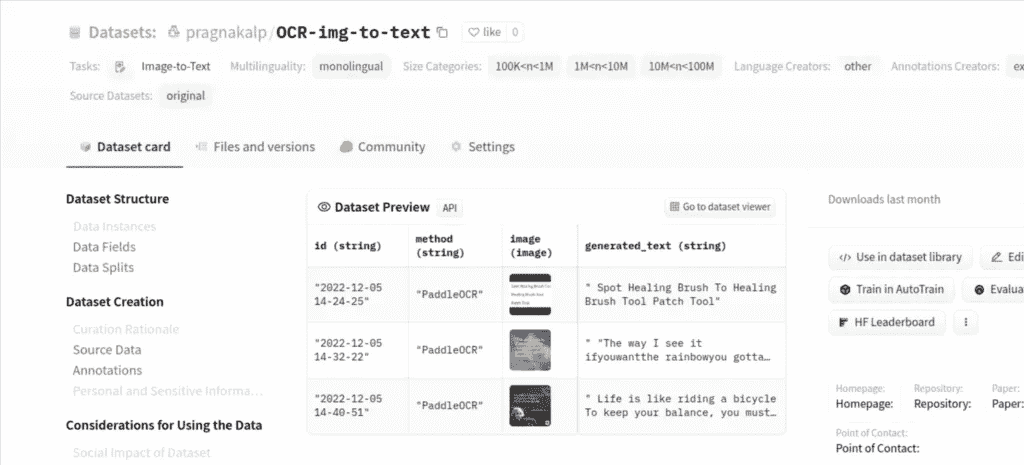 Datasets: pragnakalp/OCR-img-to-text like 0
Tasks: Image-to-Text Multilinguality: monolingual Size Categories: 100K<n<1M 1M<n<10M 10M<n<100M Language Creators: other Annotations Creators: ex
Source Datasets: original
Dataset card Files and versions Community Settings
Dataset Structure
Data Instances
Data Fields
Data Splits
Dataset Creation
Curation Rationale
Source Data
Annotations
Personal and Sensitive Informa...
Considerations for Using the Data
Social Impact of Dataset
Dataset Preview API Go to dataset viewer
id (string) method (string) image (image) generated_text (string)
"2022-12-05 "PaddleOCR" " Spot Healing Brush To Healing
14-24-25" Brush Tool Patch Tool"
"2022-12-05 "PaddleOCR" " "The way I see it
14-32-22" ifyouwantthe rainbowyou gotta…
"2022-12-05 "PaddleOCR" " Life is like riding a bicycle
14-40-51" To keep your balance, you must…
Downloads last month
</> Use in dataset library Edi
Train in AutoTrain Evalua
HF Leaderboard
Homepage: Repository: Paper:
Homepage: Repository: Paper:
Point of Contact:
Point of Contact: